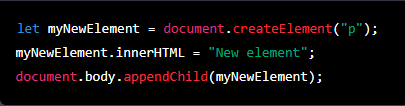 let myNewElement = document.createElement("p");
myNewElement.innerHTML = "New element";
document.body.appendChild(myNewElement);